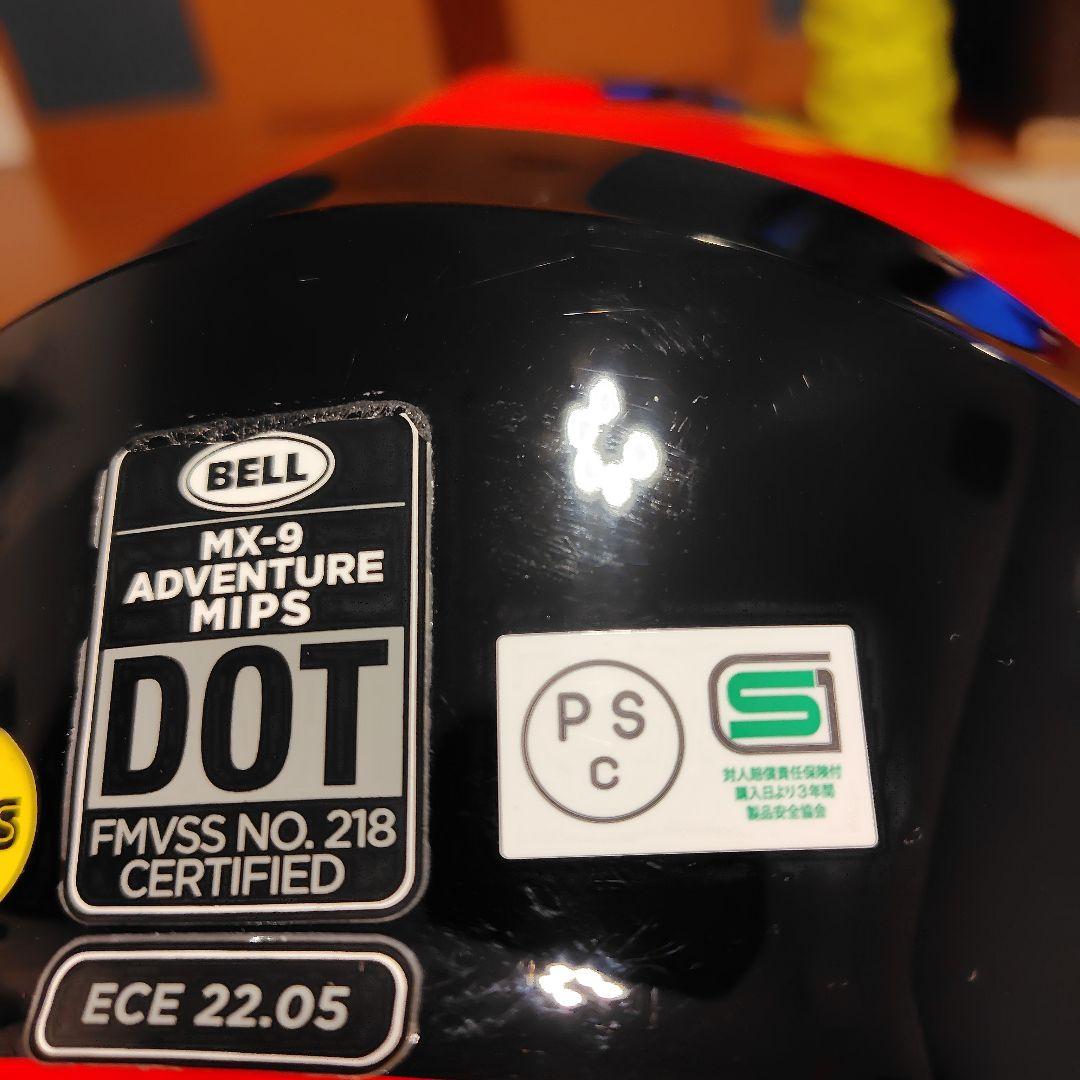 BELL
MX-9
ADVENTURE
MIPS
DOT
FMVSS NO. 218
CERTIFIED
ECE 22.05
S
P S
C
SG
対人賠償責任保険付
購入日より3年間
製品安全協会